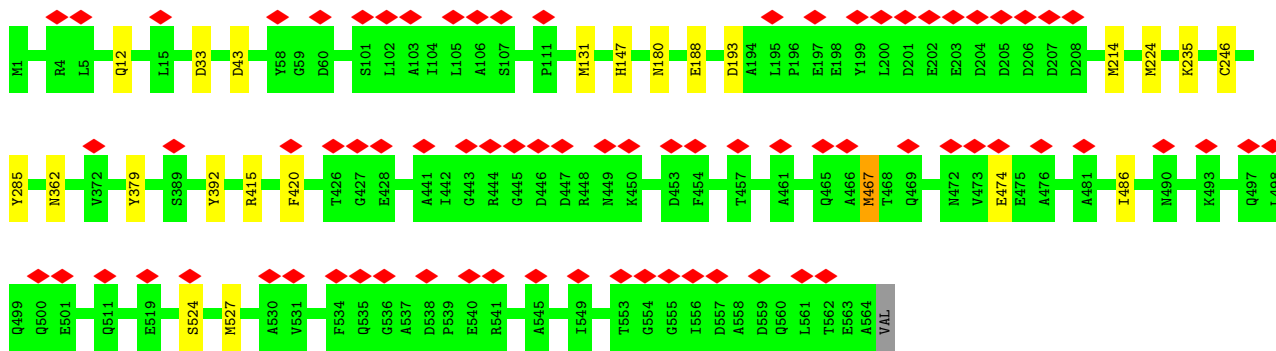 M1 R4 L5 Q12 L15 D33 D43 Y58 G59 D60 S101 L102 A103 I104 L105 A106 S107 P111 M131 H147 N180 E188 D193 A194 L195 P196 E197 E198 Y199 L200 D201 E202 E203 D204 D205 D206 D207 D208 M214 M224 K235 C246
Y285 N362 V372 Y379 S389 Y392 R415 F420 T426 G427 E428 A441 I442 G443 R444 G445 D446 D447 R448 N449 K450 D453 F454 T457 A461 Q465 A466 M467 T468 Q469 N472 V473 E474 E475 A476 A481 I486 N490 K493 Q497 I498
Q499 Q500 E501 Q511 E519 S524 M527 A530 V531 F534 Q535 G536 A537 D538 P539 E540 R541 A545 I549 T553 G554 G555 I556 D557 A558 D559 Q560 L561 T562 E563 A564 VAL